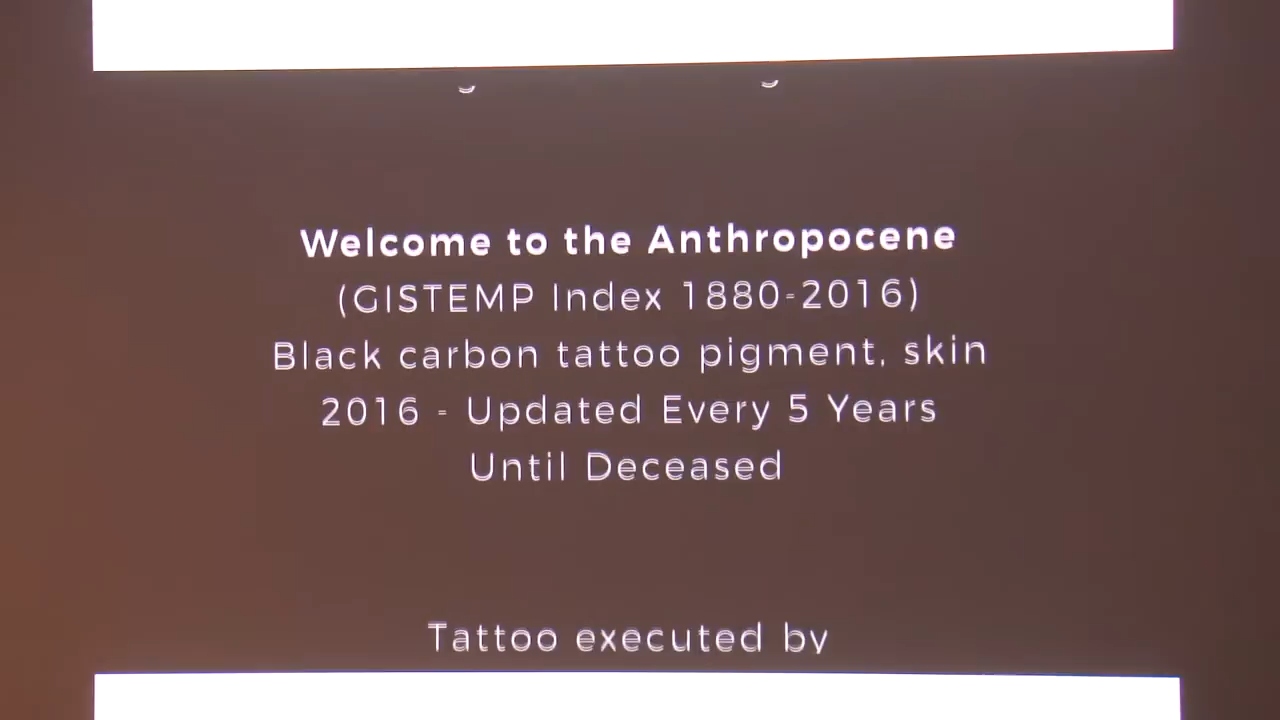 Welcome to the Anthropocene
(GISTEMP Index 1880-2016)
Black carbon tattoo pigment, skin
2016 - Updated Every 5 Years
Until Deceased
Tattoo executed by